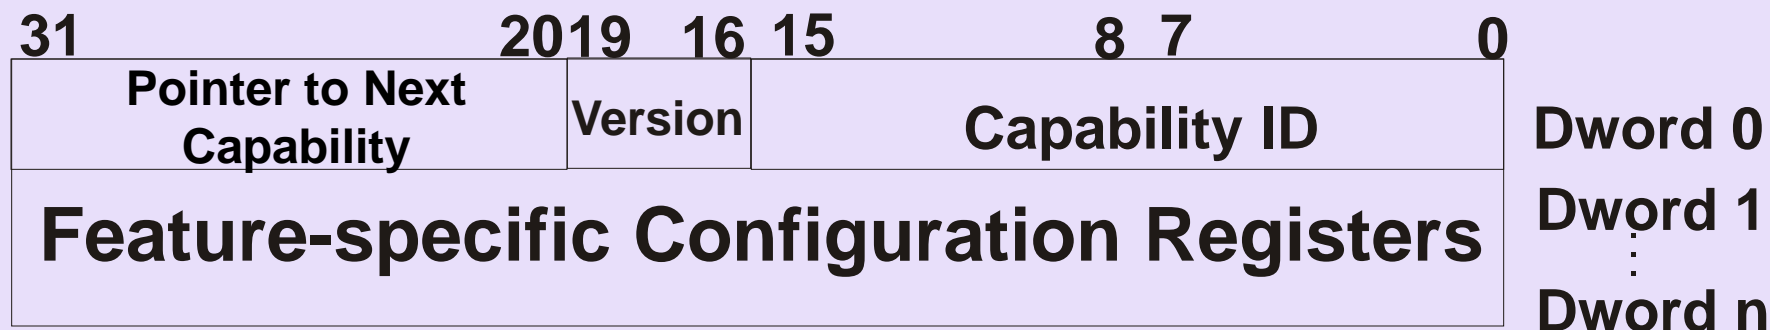 31 2019 16 15 8 7 0
Pointer to Next
Capability
Version
Capability ID
Dword 0
Feature-specific Configuration Registers
Dword 1
Dword n